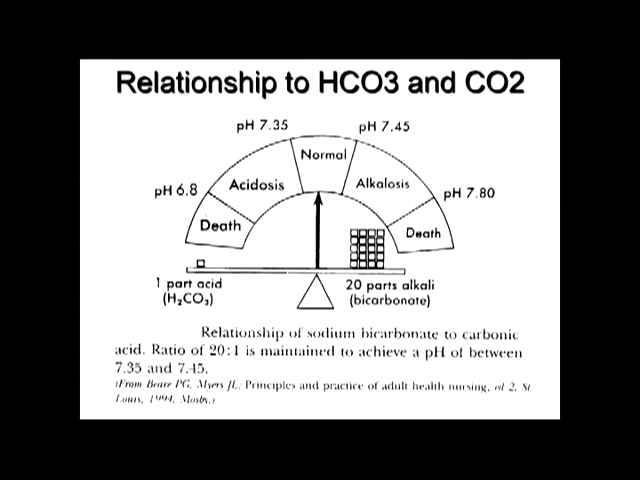 Relationship to HCO3 and CO2
pH 7.35
pH 7.45
Normal
Acidosis
Alkalosis
pH 6.8
pH 7.80
Death
Death
1 part acid
(H₂CO₃)
20 parts alkali
(bicarbonate)
Relationship of sodium bicarbonate to carbonic
acid. Ratio of 20:1 is maintained to achieve a pH of between
7.35 and 7.45.
(From Beare PG, Myers JL: Principles and practice of adult health nursing, ed 2, St
Louis, 1994, Mosby.)